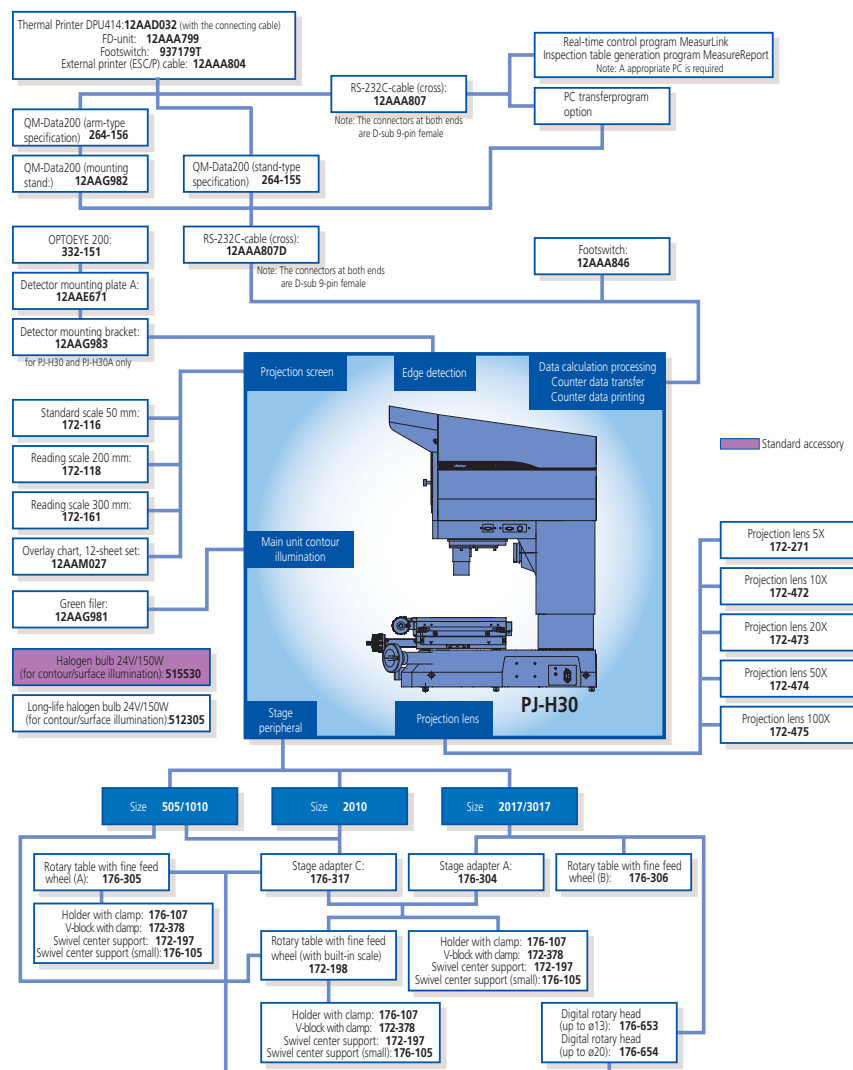 Thermal Printer DPU414:12AAD032 (with the connecting cable)
FD-unit: 12AAA799
Footswitch: 937179T
External printer (ESC/P) cable: 12AAA804
Real-time control program MeasurLink
Inspection table generation program MeasureReport
Note: A appropriate PC is required
RS-232C-cable (cross):
12AAA807
Note: The connectors at both ends
are D-sub 9-pin female
PC transferprogram
option
QM-Data200 (arm-type
specification) 264-156
QM-Data200 (mounting
stand:) 12AAG982
QM-Data200 (stand-type
specification) 264-155
OPTOEYE 200:
332-151
RS-232C-cable (cross):
12AAA807D
Note: The connectors at both ends
are D-sub 9-pin female
Footswitch:
12AAA846
Detector mounting plate A:
12AAE671
Detector mounting bracket:
12AAG983
for PJ-H30 and PJ-H30A only
Projection screen
Edge detection
Data calculation processing
Counter data transfer
Counter data printing
Standard scale 50 mm:
172-116
Reading scale 200 mm:
172-118
Reading scale 300 mm:
172-161
Overlay chart, 12-sheet set:
12AAM027
Green filer:
12AAG981
Main unit contour
illumination
Standard accessory
Halogen bulb 24V/150W
(for contour/surface illumination): 515530
Long-life halogen bulb 24V/150W
(for contour/surface illumination):512305
Projection lens 5X
172-271
Projection lens 10X
172-472
Projection lens 20X
172-473
Projection lens 50X
172-474
Projection lens 100X
172-475
PJ-H30
Stage
peripheral
Projection lens
Size 505/1010
Size 2010
Size 2017/3017
Rotary table with fine feed
wheel (A): 176-305
Stage adapter C:
176-317
Stage adapter A:
176-304
Rotary table with fine feed
wheel (B): 176-306
Holder with clamp: 176-107
V-block with clamp: 172-378
Swivel center support: 172-197
Swivel center support (small): 176-105
Rotary table with fine feed
wheel (with built-in scale)
172-198
Holder with clamp: 176-107
V-block with clamp: 172-378
Swivel center support: 172-197
Swivel center support (small): 176-105
Holder with clamp: 176-107
V-block with clamp: 172-378
Swivel center support: 172-197
Swivel center support (small): 176-105
Digital rotary head
(up to ø13): 176-653
Digital rotary head
(up to ø20): 176-654